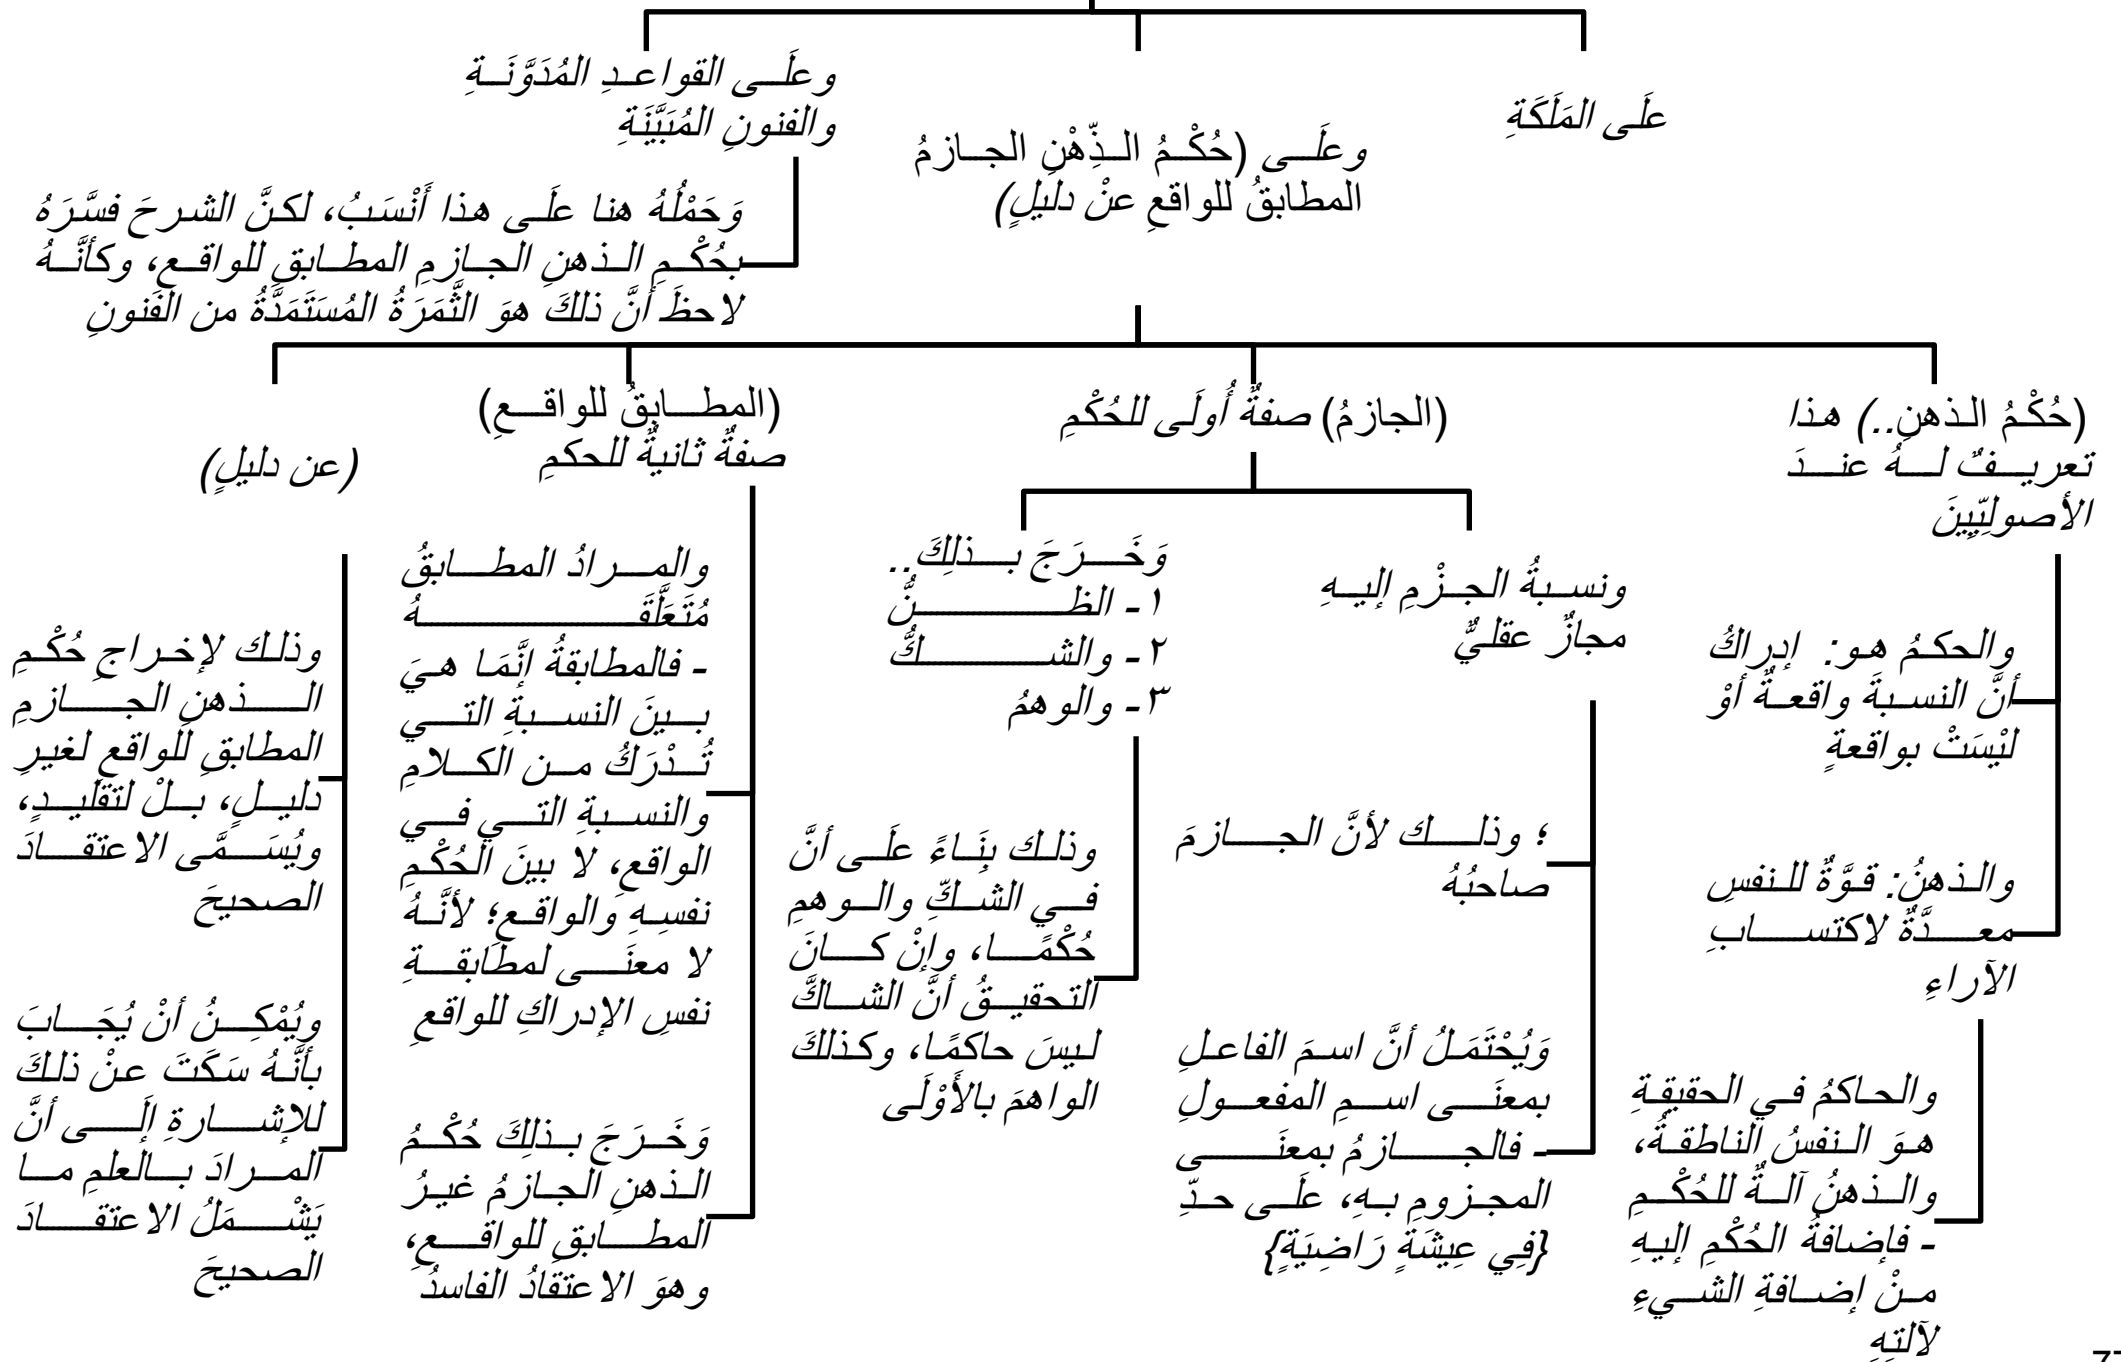 علَى المَلَكَةِ
وعلَى (حُكْمُ الذِّهْنِ الجازمُ
المطابقُ للواقعِ عنْ دليلٍ)
وعلَى القواعدِ المُدَوَّنَةِ
والفنونِ المُبَيَّنَةِ
وَحَمْلُهُ هنا علَى هذا أَنْسَبُ، لكنَّ الشرحَ فسَّرَهُ
بحُكْمِ الذهنِ الجازمِ المطابقِ للواقعِ، وكأنَّهُ
لاحظَ أنَّ ذلكَ هوَ الثَّمَرَةُ المُسَتَمَدَّةُ من الفَنونِ
(حُكْمُ الذهنِ..) هذا
تعريفٌ لهُ عندَ
الأصوليِّيِنَ
والحكمُ هو: إدراكُ
أنَّ النسبةَ واقعةٌ أوْ
ليْسَتْ بواقعةٍ
والذهنُ: قوَّةٌ للنفسِ
معدَّةٌ لاكتسابِ
الآراءِ
والحاكمُ في الحقيقةِ
هوَ النفسُ الناطقةُ،
والذهنُ آلةٌ للحُكْمِ
- فإضافةُ الحُكْمِ إليهِ
منْ إضافةِ الشيءِ
لآلتِهِ
(الجازمُ) صفةٌ أُولَى للحُكْمِ
ونسبةُ الجزْمِ إليهِ
مجازٌ عقليٌّ
؛ وذلك لأنَّ الجازمَ
صاحبُهُ
وَيُحْتَمَلُ أنَّ اسمَ الفاعلِ
بمعنَى اسمِ المفعولِ
- فالجازمُ بمعنَى
المجزومِ بهِ، علَى حدِّ
{فِي عِيشَةٍ رَاضِيَةٍ}
وَخَرَجَ بذلِكَ..
١- الظنُّ
٢- والشكُّ
٣- والوهمُ
وذلك بِنَاءً علَى أنَّ
في الشكِّ والوهمِ
حُكْمًا، وإنْ كانَ
التحقيقُ أنَّ الشاكَّ
ليسَ حاكمًا، وكذلكَ
الواهمَ بالأَوْلَى
(المطابقُ للواقعِ)
صفةٌ ثانيةٌ للحكمِ
والمرادُ المطابقُ
مُتَعَلَّقَهُ
- فالمطابقةُ إنَّمَا هيَ
بينَ النسبةِ التي
تُدْرَكُ من الكلامِ
والنسبةِ التي في
الواقعِ، لا بينَ الحُكْمِ
نفسِهِ والواقعِ؛ لأنَّهُ
لا معنَى لمطابقةِ
نفسِ الإدراكِ للواقعِ
وَخَرَجَ بذلِكَ حُكْمُ
الذهنِ الجازمُ غيرُ
المطابقِ للواقعِ،
وهوَ الاعتقادُ الفاسدُ
(عن دليلٍ)
وذلك لإخراجِ حُكْمِ
الذهنِ الجازمِ
المطابقِ للواقعِ لغيرِ
دليلٍ، بلْ لتقليدٍ،
ويُسَمَّى الاعتقادَ
الصحيحَ
ويُمْكِنُ أنْ يُجَابَ
بأنَّهُ سَكَتَ عنْ ذلكَ
للإشارةِ إلَى أنَّ
المرادَ بالعلمِ ما
يَشْمَلُ الاعتقادَ
الصحيحَ